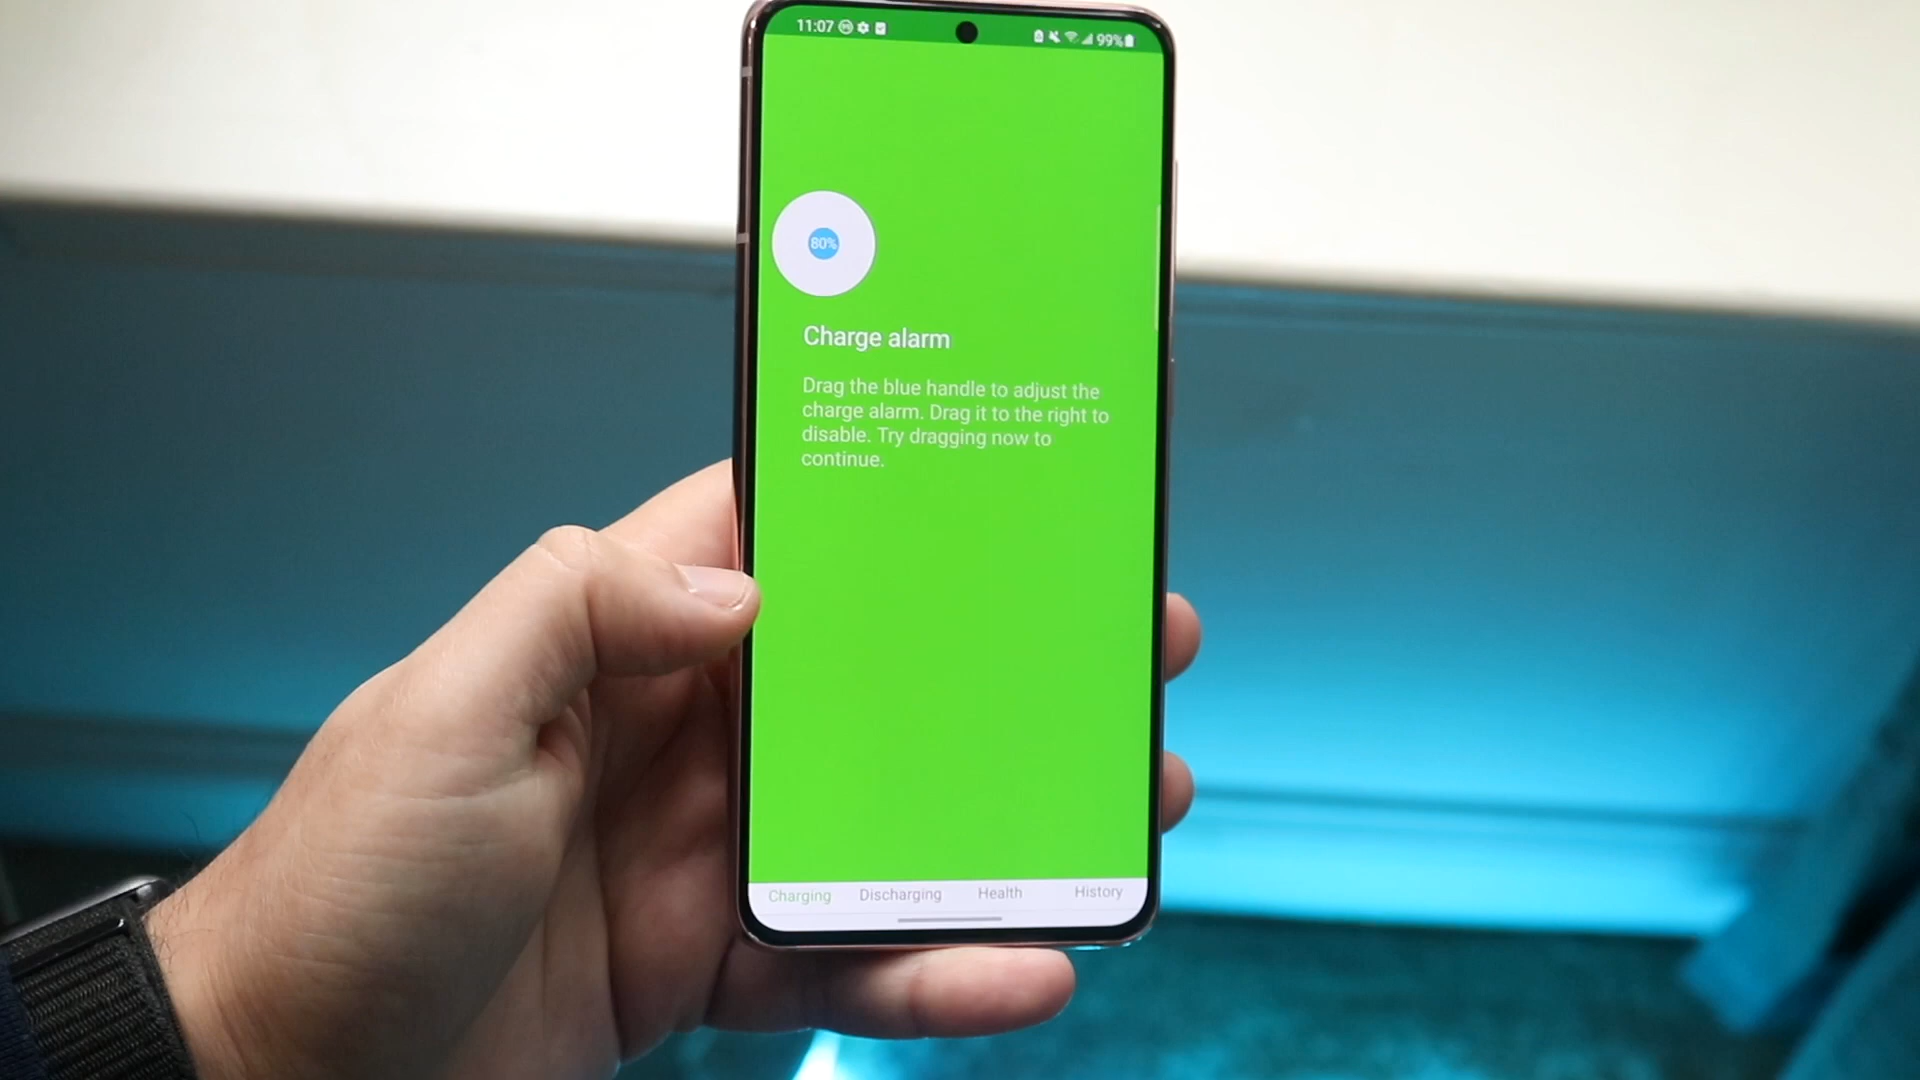 11:07 99%
80%
Charge alarm
Drag the blue handle to adjust the
charge alarm. Drag it to the right to
disable. Try dragging now to
continue.
Charging Discharging Health History